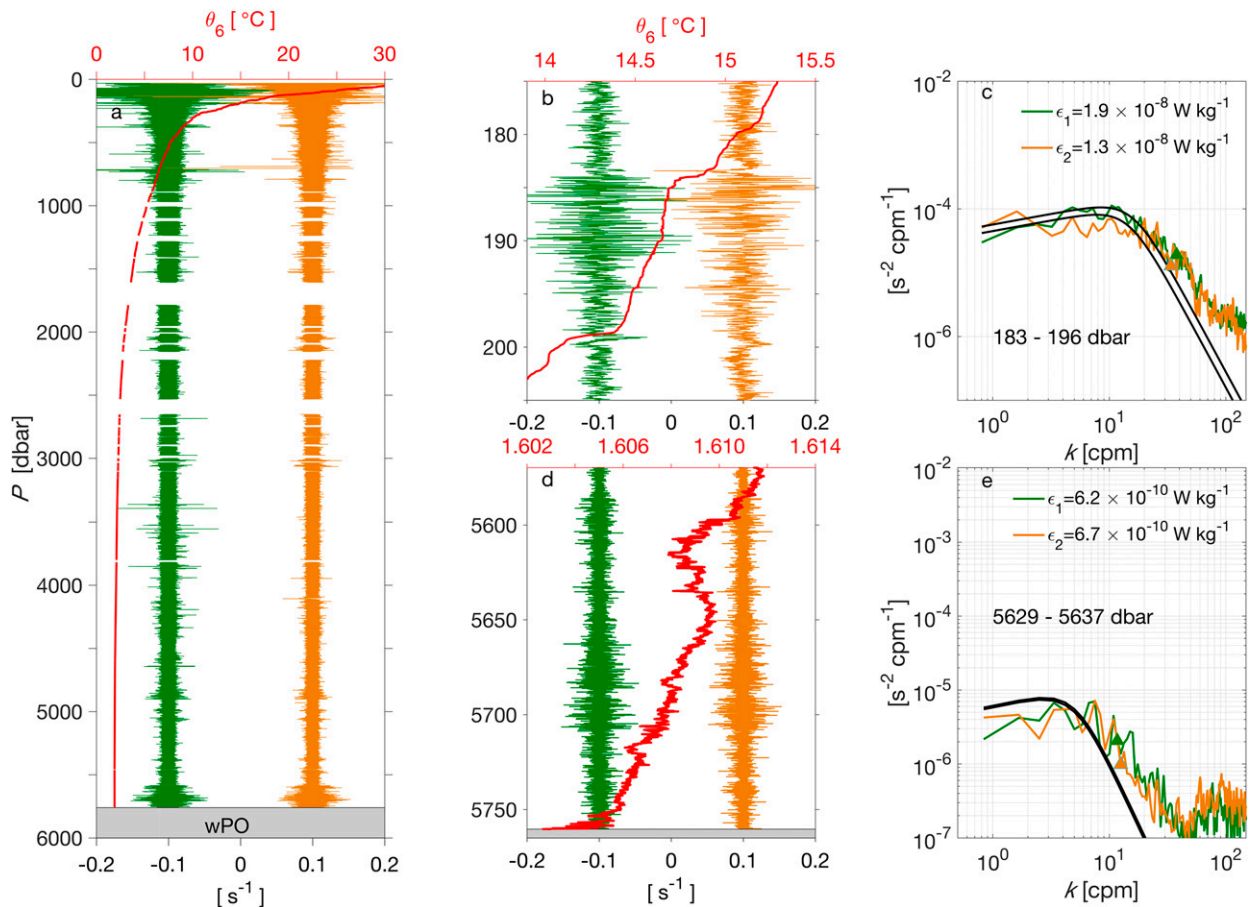 θ6 [ °C]
0 10 20 30
0
1000
2000
3000
4000
5000
6000
P [dbar]
a
wPO
-0.2 -0.1 0 0.1 0.2
[ s-1]
θ6 [ °C]
14 14.5 15 15.5
b
180
190
200
-0.2 -0.1 0 0.1 0.2
1.602 1.606 1.610 1.614
d
5600
5650
5700
5750
-0.2 -0.1 0 0.1 0.2
[ s-1]
c
ϵ1=1.9 × 10-8 W kg-1
ϵ2=1.3 × 10-8 W kg-1
10-2
10-4
10-6
[s-2 cpm-1]
183 - 196 dbar
100 101 102
k [cpm]
e
ϵ1=6.2 × 10-10 W kg-1
ϵ2=6.7 × 10-10 W kg-1
10-2
10-3
10-4
10-5
10-6
10-7
[s-2 cpm-1]
5629 - 5637 dbar
100 101 102
k [cpm]